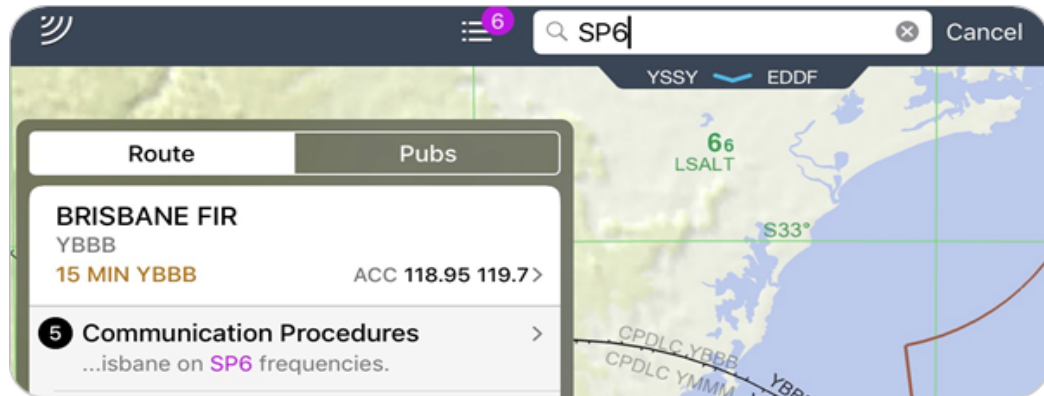 6
SP6
Cancel
YSSY EDDF
Route
Pubs
66
LSALT
BRISBANE FIR
YBBB
15 MIN YBBB
ACC 118.95 119.7
S33°
5 Communication Procedures
...isbane on SP6 frequencies.
CPDLC YBBB
CPDLC YMMM